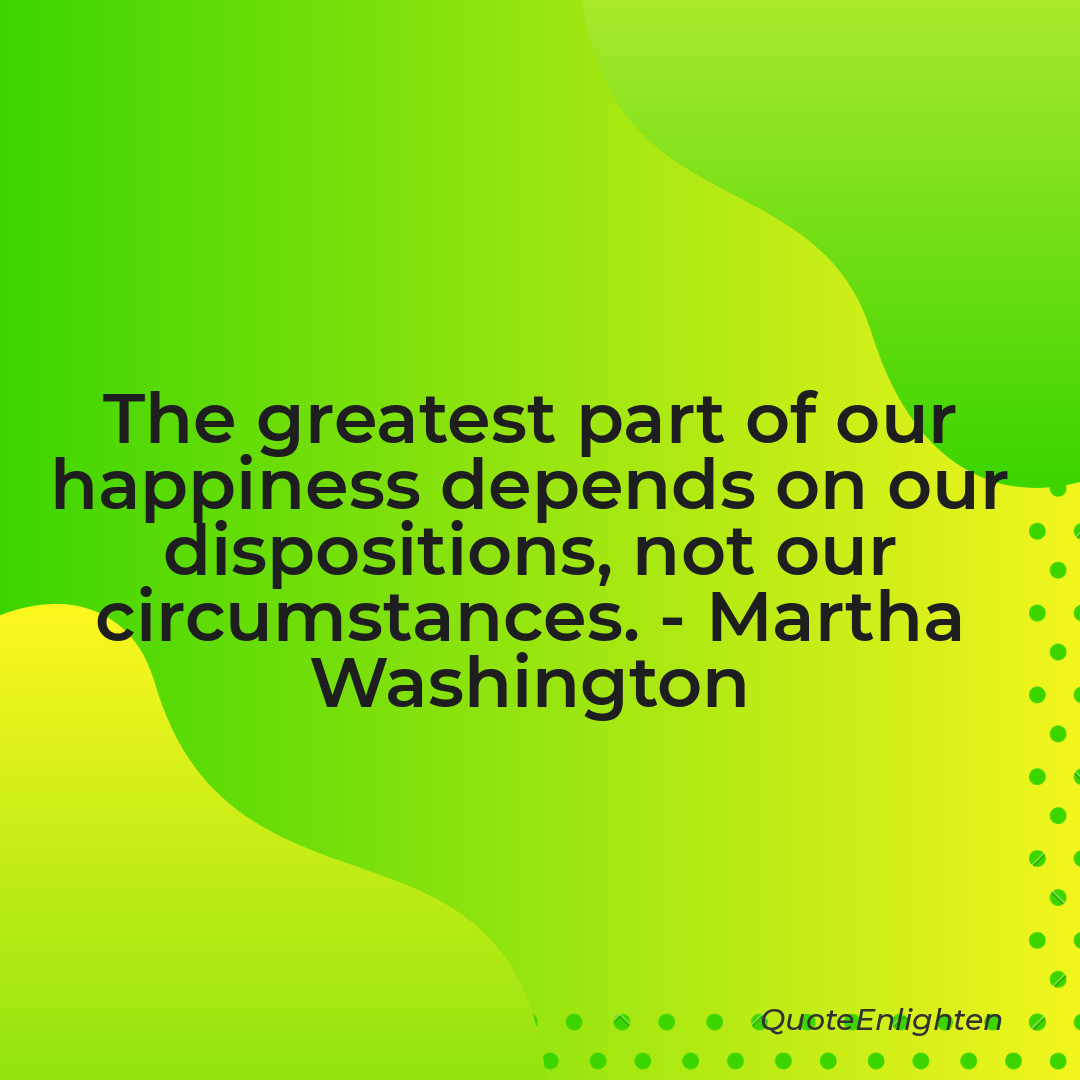 The greatest part of our
happiness depends on our
dispositions, not our
circumstances. - Martha
Washington
QuoteEnlighten